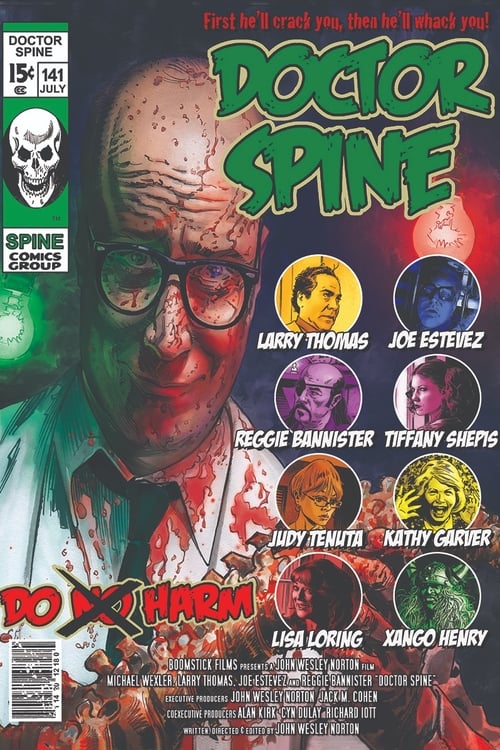 First he'll crack you, then he'll whack you!
DOCTOR
SPINE
15¢
141
CC
JULY
DOCTOR
SPINE
TM
SPINE
COMICS
GROUP
LARRY THOMAS
JOE ESTEVEZ
REGGIE BANNISTER
TIFFANY SHEPIS
JUDY TENUTA
KATHY GARVER
LISA LORING
XANGO HENRY
DO NO HARM
BOOMSTICK FILMS PRESENTS A JOHN WESLEY NORTON FILM
MICHAEL WEXLER, LARRY THOMAS, JOE ESTEVEZ AND REGGIE BANNISTER "DOCTOR SPINE"
EXECUTIVE PRODUCERS JOHN WESLEY NORTON, JACK M. COHEN
COEXECUTIVE PRODUCERS ALAN KIRK, CYN DULAY, RICHARD IOTT
WRITTEN, DIRECTED & EDITED BY JOHN WESLEY NORTON